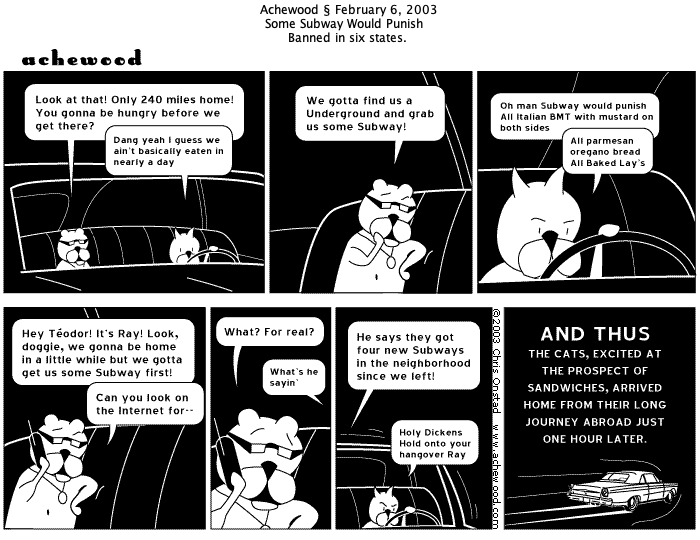 Achewood § February 6, 2003
Some Subway Would Punish
Banned in six states.
achewood
Look at that! Only 240 miles home!
You gonna be hungry before we
get there?
Dang yeah I guess we
ain't basically eaten in
nearly a day
We gotta find us a
Underground and grab
us some Subway!
Oh man Subway would punish
All Italian BMT with mustard on
both sides
All parmesan
oregano bread
All Baked Lay's
Hey Téodor! It's Ray! Look,
doggie, we gonna be home
in a little while but we gotta
get us some Subway first!
Can you look on
the Internet for--
What? For real?
What's he
sayin'
He says they got
four new Subways
in the neighborhood
since we left!
Holy Dickens
Hold onto your
hangover Ray
©2003 Chris Onstad www.achewood.com
AND THUS
THE CATS, EXCITED AT
THE PROSPECT OF
SANDWICHES, ARRIVED
HOME FROM THEIR LONG
JOURNEY ABROAD JUST
ONE HOUR LATER.